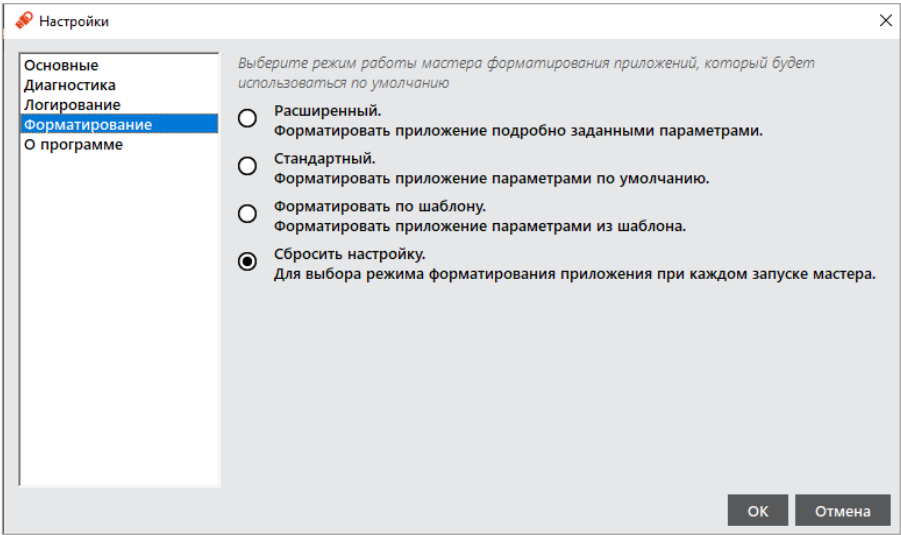 Настройки
Основные
Диагностика
Логирование
Форматирование
О программе
Выберите режим работы мастера форматирования приложений, который будет
использоваться по умолчанию
Расширенный.
Форматировать приложение подробно заданными параметрами.
Стандартный.
Форматировать приложение параметрами по умолчанию.
Форматировать по шаблону.
Форматировать приложение параметрами из шаблона.
Сбросить настройку.
Для выбора режима форматирования приложения при каждом запуске мастера.
ОК
Отмена